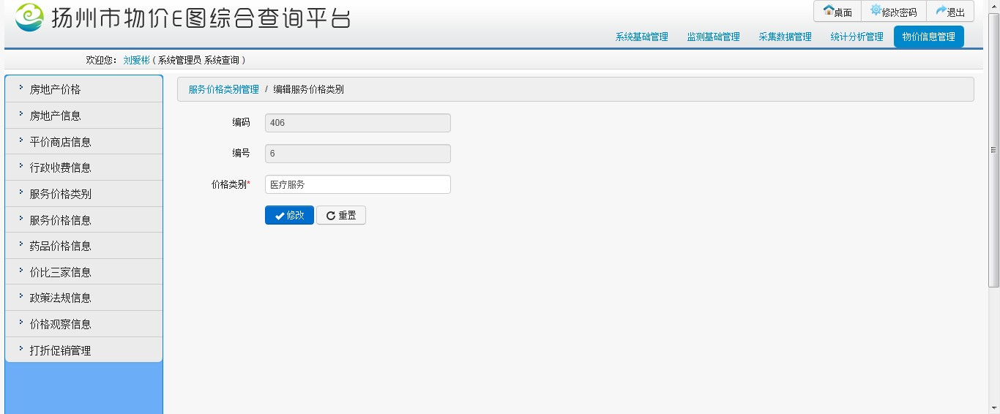 扬州市物价E图综合查询平台
桌面 修改密码 退出
系统基础管理 监测基础管理 采集数据管理 统计分析管理 物价信息管理
欢迎您： 刘爱彬 ( 系统管理员 系统查询 )
服务价格类别管理 / 编辑服务价格类别
房地产价格
房地产信息
平价商店信息
行政收费信息
服务价格类别
服务价格信息
药品价格信息
价比三家信息
政策法规信息
价格观察信息
打折促销管理
编码 406
编号 6
价格类别* 医疗服务
修改 重置